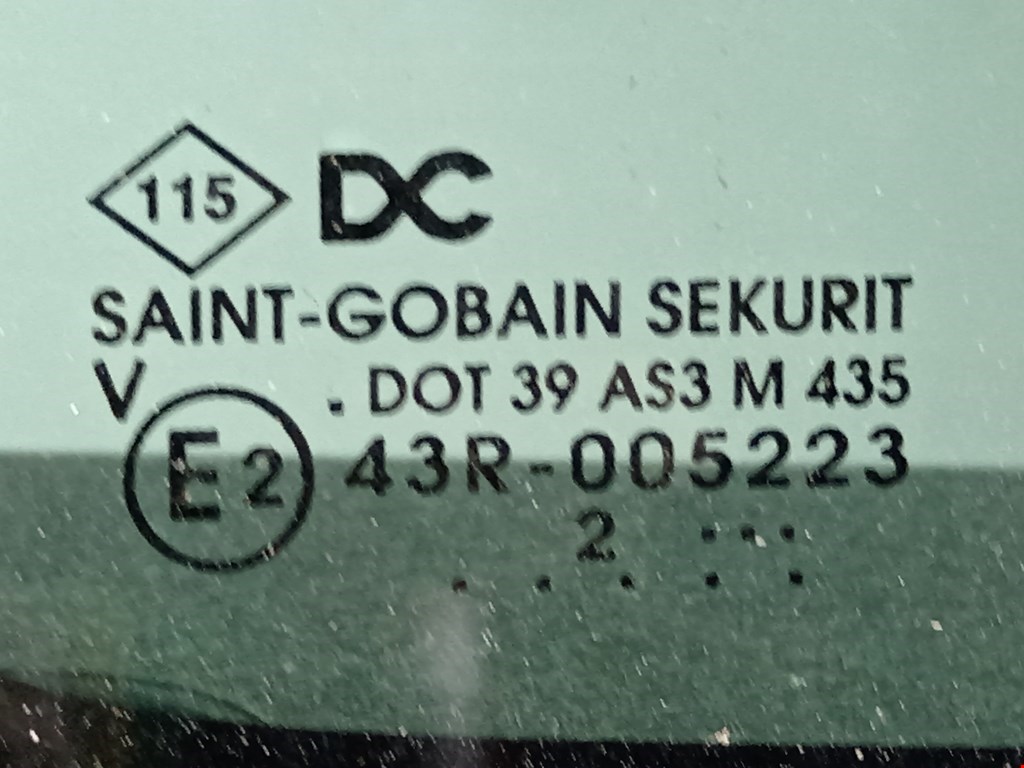 115 DC
SAINT-GOBAIN SEKURIT
V . DOT 39 AS3 M 435
E2 43R-005223
2 . . : . :
. . . . .